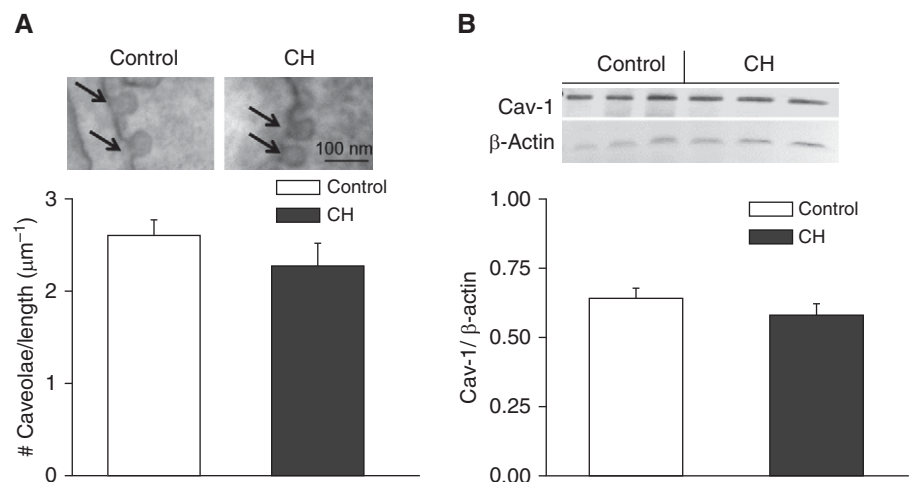 A
Control CH
100 nm
Control
CH
# Caveolae/length (μm⁻¹)
3
2
1
0
B
Control CH
Cav-1
β-Actin
Control
CH
Cav-1/ β-actin
1.00
0.75
0.50
0.25
0.00